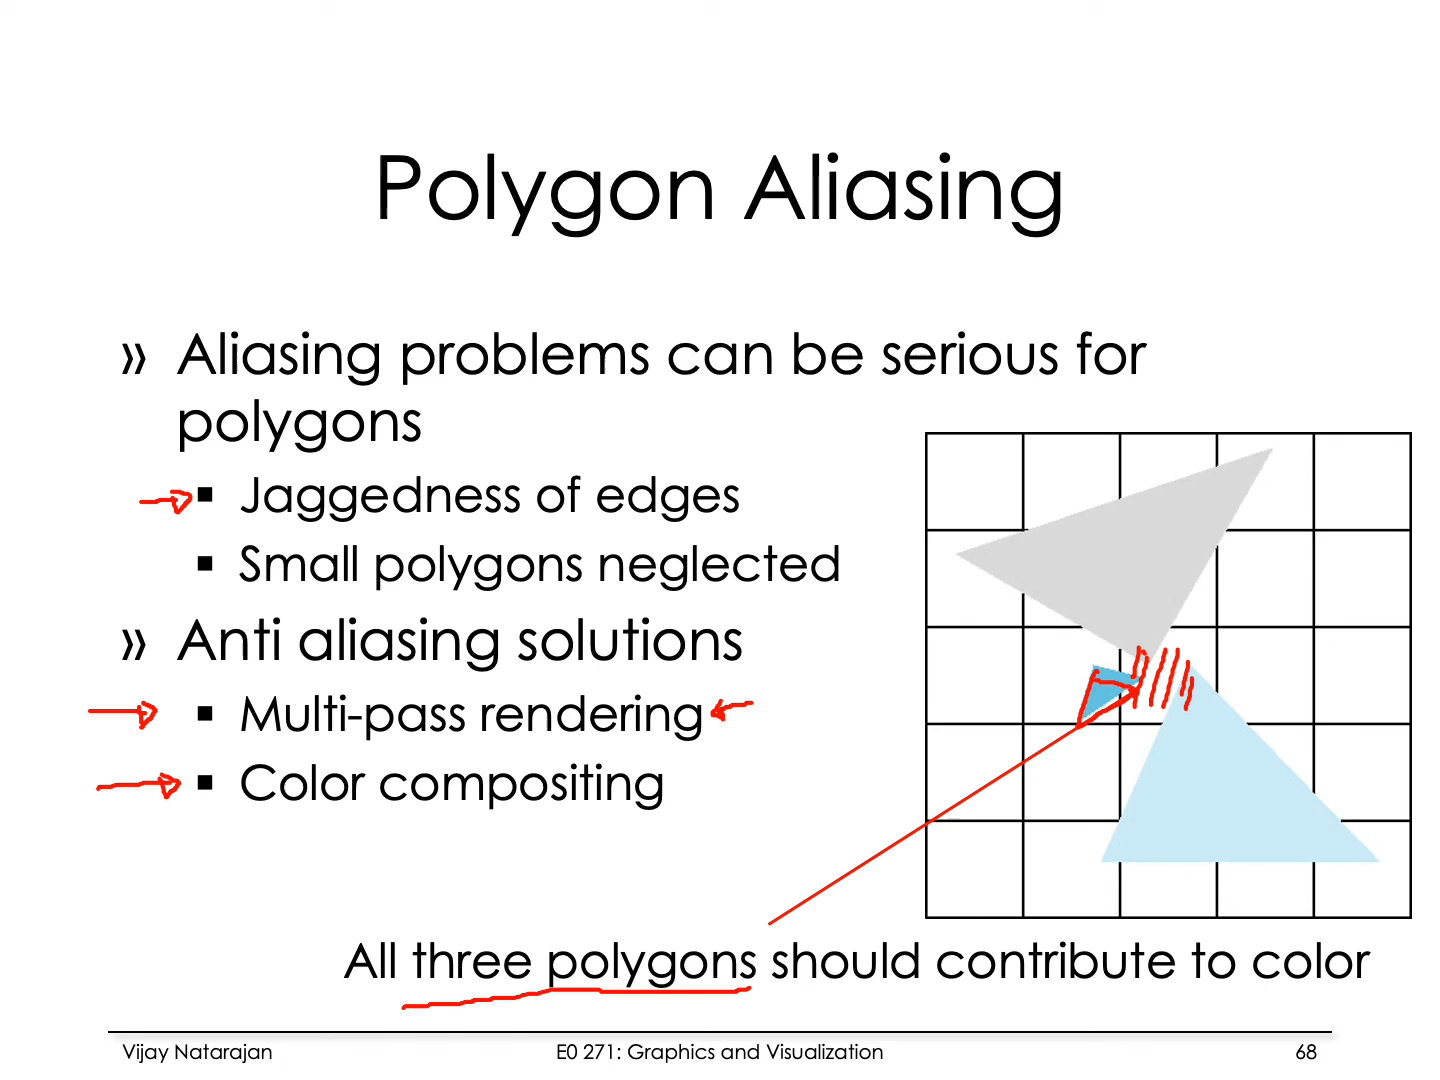 Polygon Aliasing
» Aliasing problems can be serious for
polygons
▪ Jaggedness of edges
▪ Small polygons neglected
» Anti aliasing solutions
▪ Multi-pass rendering
▪ Color compositing
All three polygons should contribute to color
Vijay Natarajan E0 271: Graphics and Visualization 68